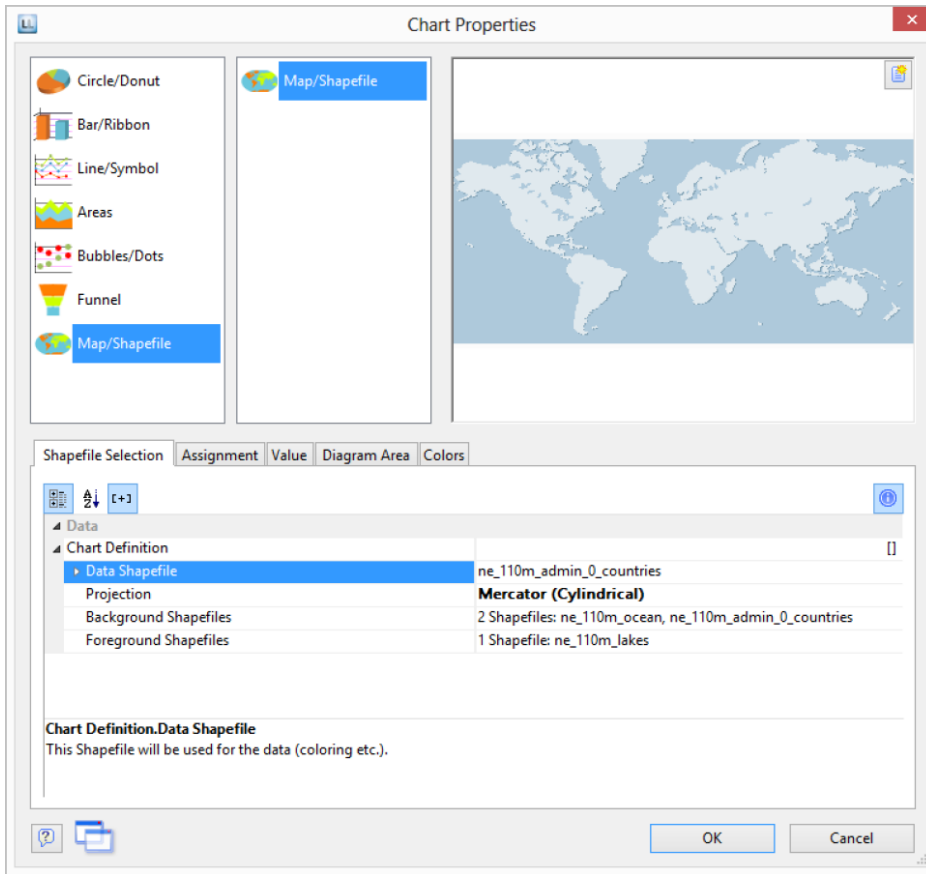 LL
Chart Properties
Circle/Donut
Bar/Ribbon
Line/Symbol
Areas
Bubbles/Dots
Funnel
Map/Shapefile
Map/Shapefile
Shapefile Selection Assignment Value Diagram Area Colors
A Z [+]
Data
Chart Definition []
Data Shapefile ne_110m_admin_0_countries
Projection Mercator (Cylindrical)
Background Shapefiles 2 Shapefiles: ne_110m_ocean, ne_110m_admin_0_countries
Foreground Shapefiles 1 Shapefile: ne_110m_lakes
Chart Definition.Data Shapefile
This Shapefile will be used for the data (coloring etc.).
OK Cancel